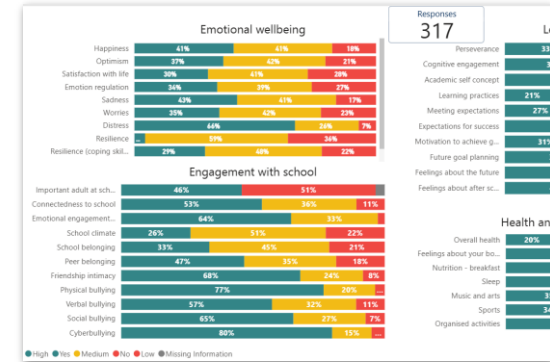 Responses
317
Emotional wellbeing
Happiness 41% 41% 18%
Optimism 37% 42% 21%
Satisfaction with life 30% 41% 28%
Emotion regulation 34% 39% 27%
Sadness 43% 41% 17%
Worries 35% 42% 23%
Distress 66% 26% 7%
Resilience ... 59% 36%
Resilience (coping skil... 29% 48% 22%
Engagement with school
Important adult at sch... 46% 51%
Connectedness to school 53% 36% 11%
Emotional engagement... 64% 33%
School climate 26% 51% 22%
School belonging 33% 45% 21%
Peer belonging 47% 35% 18%
Friendship intimacy 68% 24% 8%
Physical bullying 77% 20% ...
Verbal bullying 57% 32% 11%
Social bullying 65% 27% 7%
Cyberbullying 80% 15% ...
High Yes Medium No Low Missing Information
Perseverance
Cognitive engagement
Academic self concept
Learning practices 21%
Meeting expectations 27%
Expectations for success
Motivation to achieve g... 31%
Future goal planning
Feelings about the future
Feelings about after sc...
Health an
Overall health 20%
Feelings about your bo...
Nutrition - breakfast
Sleep
Music and arts
Sports
Organised activities